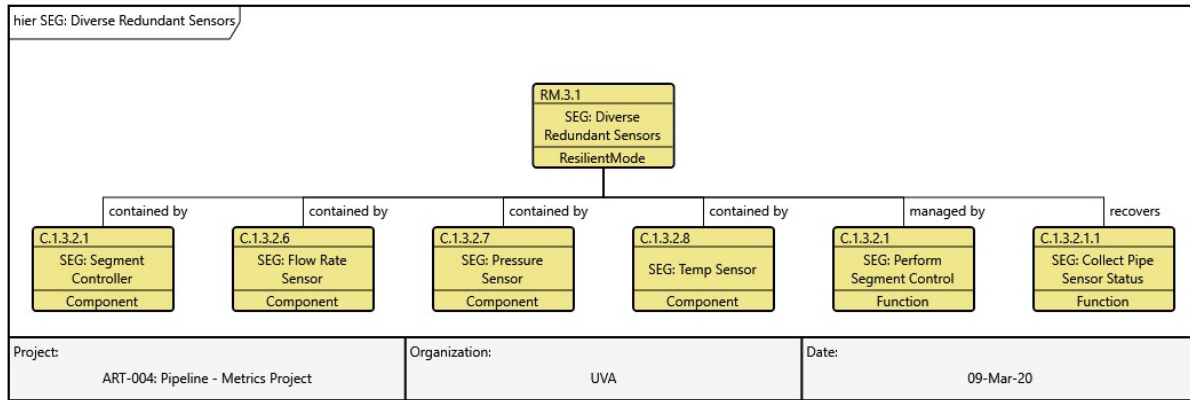 hier SEG: Diverse Redundant Sensors
RM.3.1
SEG: Diverse
Redundant Sensors
ResilientMode
contained by
contained by
contained by
contained by
managed by
recovers
C.1.3.2.1
SEG: Segment
Controller
Component
C.1.3.2.6
SEG: Flow Rate
Sensor
Component
C.1.3.2.7
SEG: Pressure
Sensor
Component
C.1.3.2.8
SEG: Temp Sensor
Component
C.1.3.2.1
SEG: Perform
Segment Control
Function
C.1.3.2.1.1
SEG: Collect Pipe
Sensor Status
Function
Project:
ART-004: Pipeline - Metrics Project
Organization:
UVA
Date:
09-Mar-20